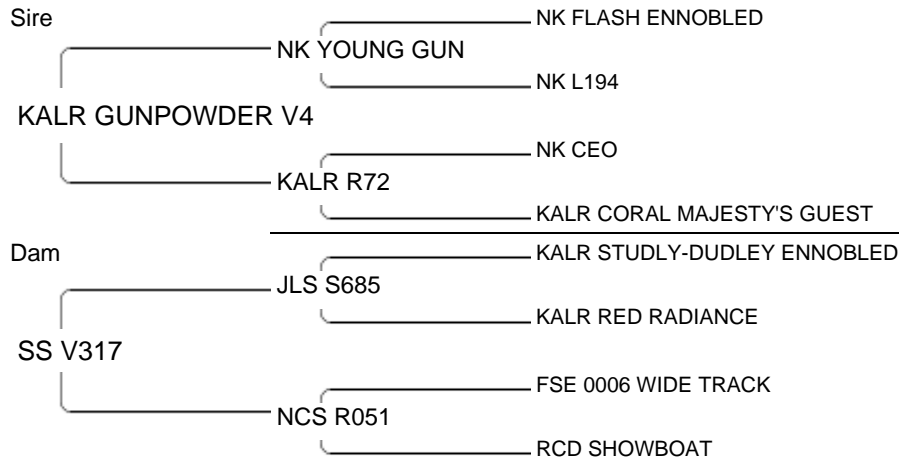 Sire
NK FLASH ENNOBLED
NK YOUNG GUN
NK L194
KALR GUNPOWDER V4
NK CEO
KALR R72
KALR CORAL MAJESTY'S GUEST
Dam
KALR STUDLY-DUDLEY ENNOBLED
JLS S685
KALR RED RADIANCE
SS V317
FSE 0006 WIDE TRACK
NCS R051
RCD SHOWBOAT